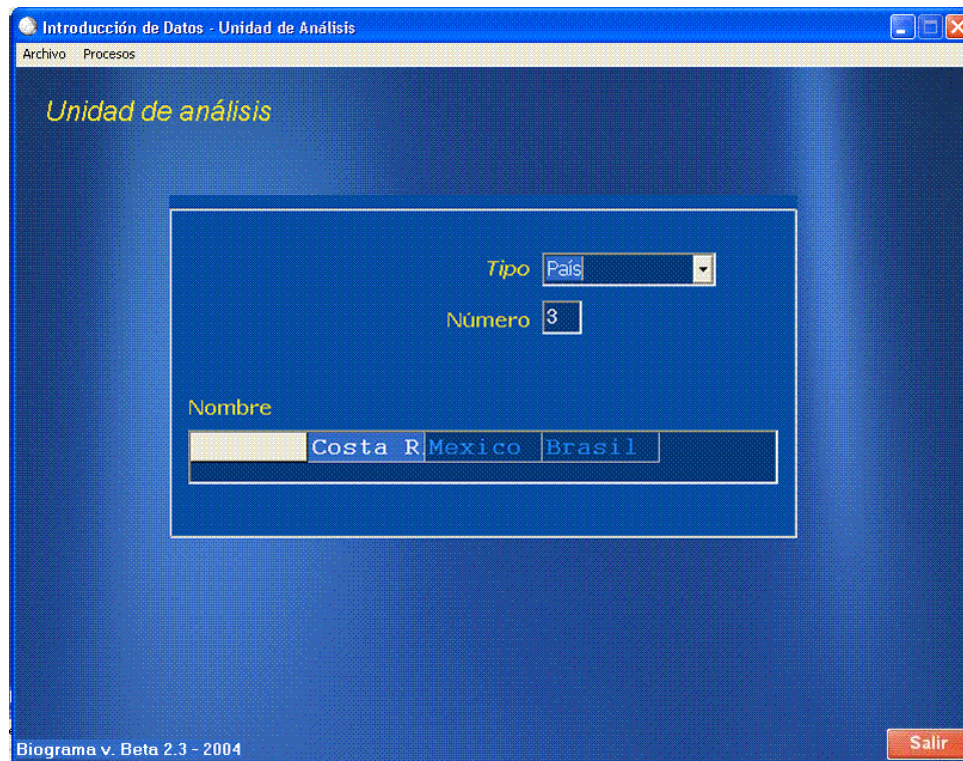 Introducción de Datos - Unidad de Análisis
Archivo Procesos
Unidad de análisis
Tipo País
Número 3
Nombre
Costa R Mexico Brasil
Biograma v. Beta 2.3 - 2004
Salir